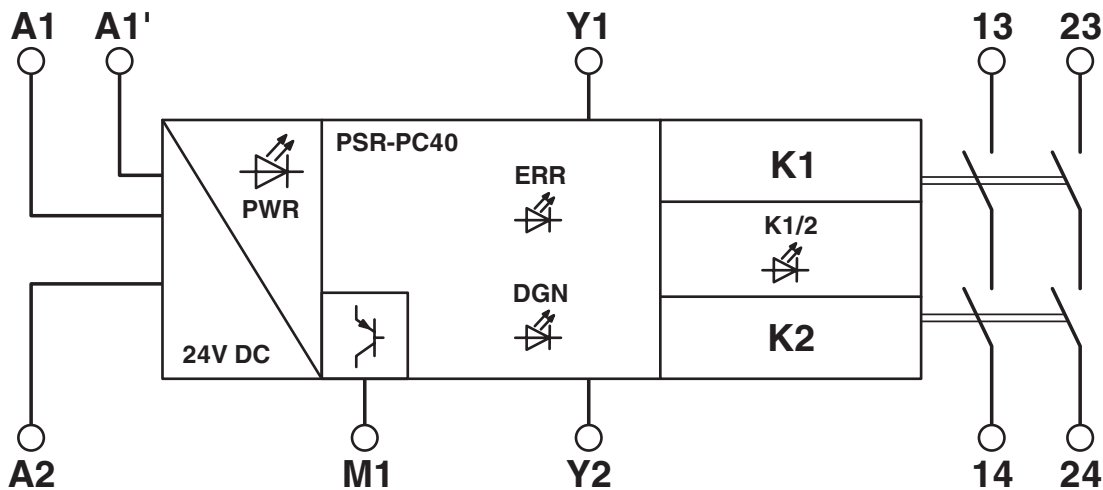 A1 A1' Y1 13 23
PSR-PC40
K1
ERR
PWR
K1/2
DGN
K2
24V DC
A2 M1 Y2 14 24